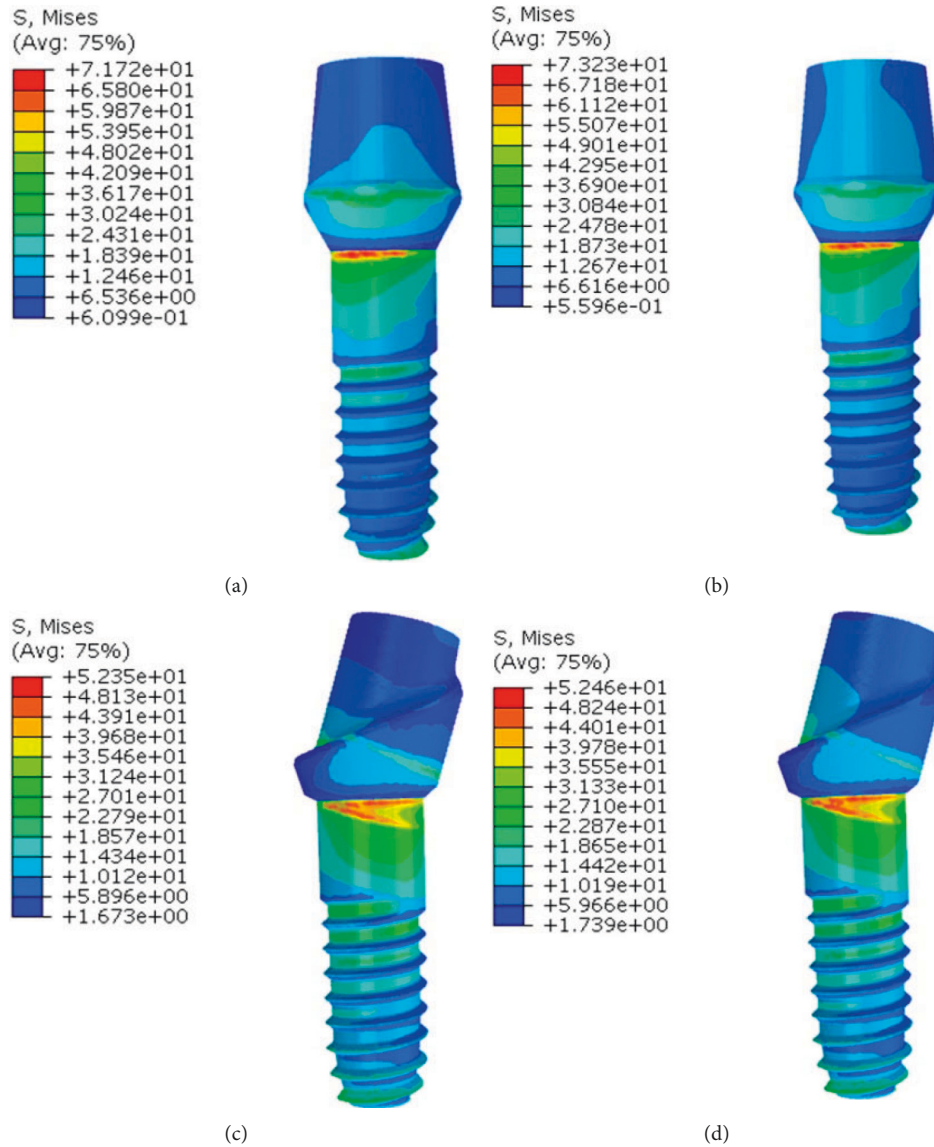 S, Mises
(Avg: 75%)
+7.172e+01
+6.580e+01
+5.987e+01
+5.395e+01
+4.802e+01
+4.209e+01
+3.617e+01
+3.024e+01
+2.431e+01
+1.839e+01
+1.246e+01
+6.536e+00
+6.099e-01
(a)
S, Mises
(Avg: 75%)
+7.323e+01
+6.718e+01
+6.112e+01
+5.507e+01
+4.901e+01
+4.295e+01
+3.690e+01
+3.084e+01
+2.478e+01
+1.873e+01
+1.267e+01
+6.616e+00
+5.596e-01
(b)
S, Mises
(Avg: 75%)
+5.235e+01
+4.813e+01
+4.391e+01
+3.968e+01
+3.546e+01
+3.124e+01
+2.701e+01
+2.279e+01
+1.857e+01
+1.434e+01
+1.012e+01
+5.896e+00
+1.673e+00
(c)
S, Mises
(Avg: 75%)
+5.246e+01
+4.824e+01
+4.401e+01
+3.978e+01
+3.555e+01
+3.133e+01
+2.710e+01
+2.287e+01
+1.865e+01
+1.442e+01
+1.019e+01
+5.966e+00
+1.739e+00
(d)